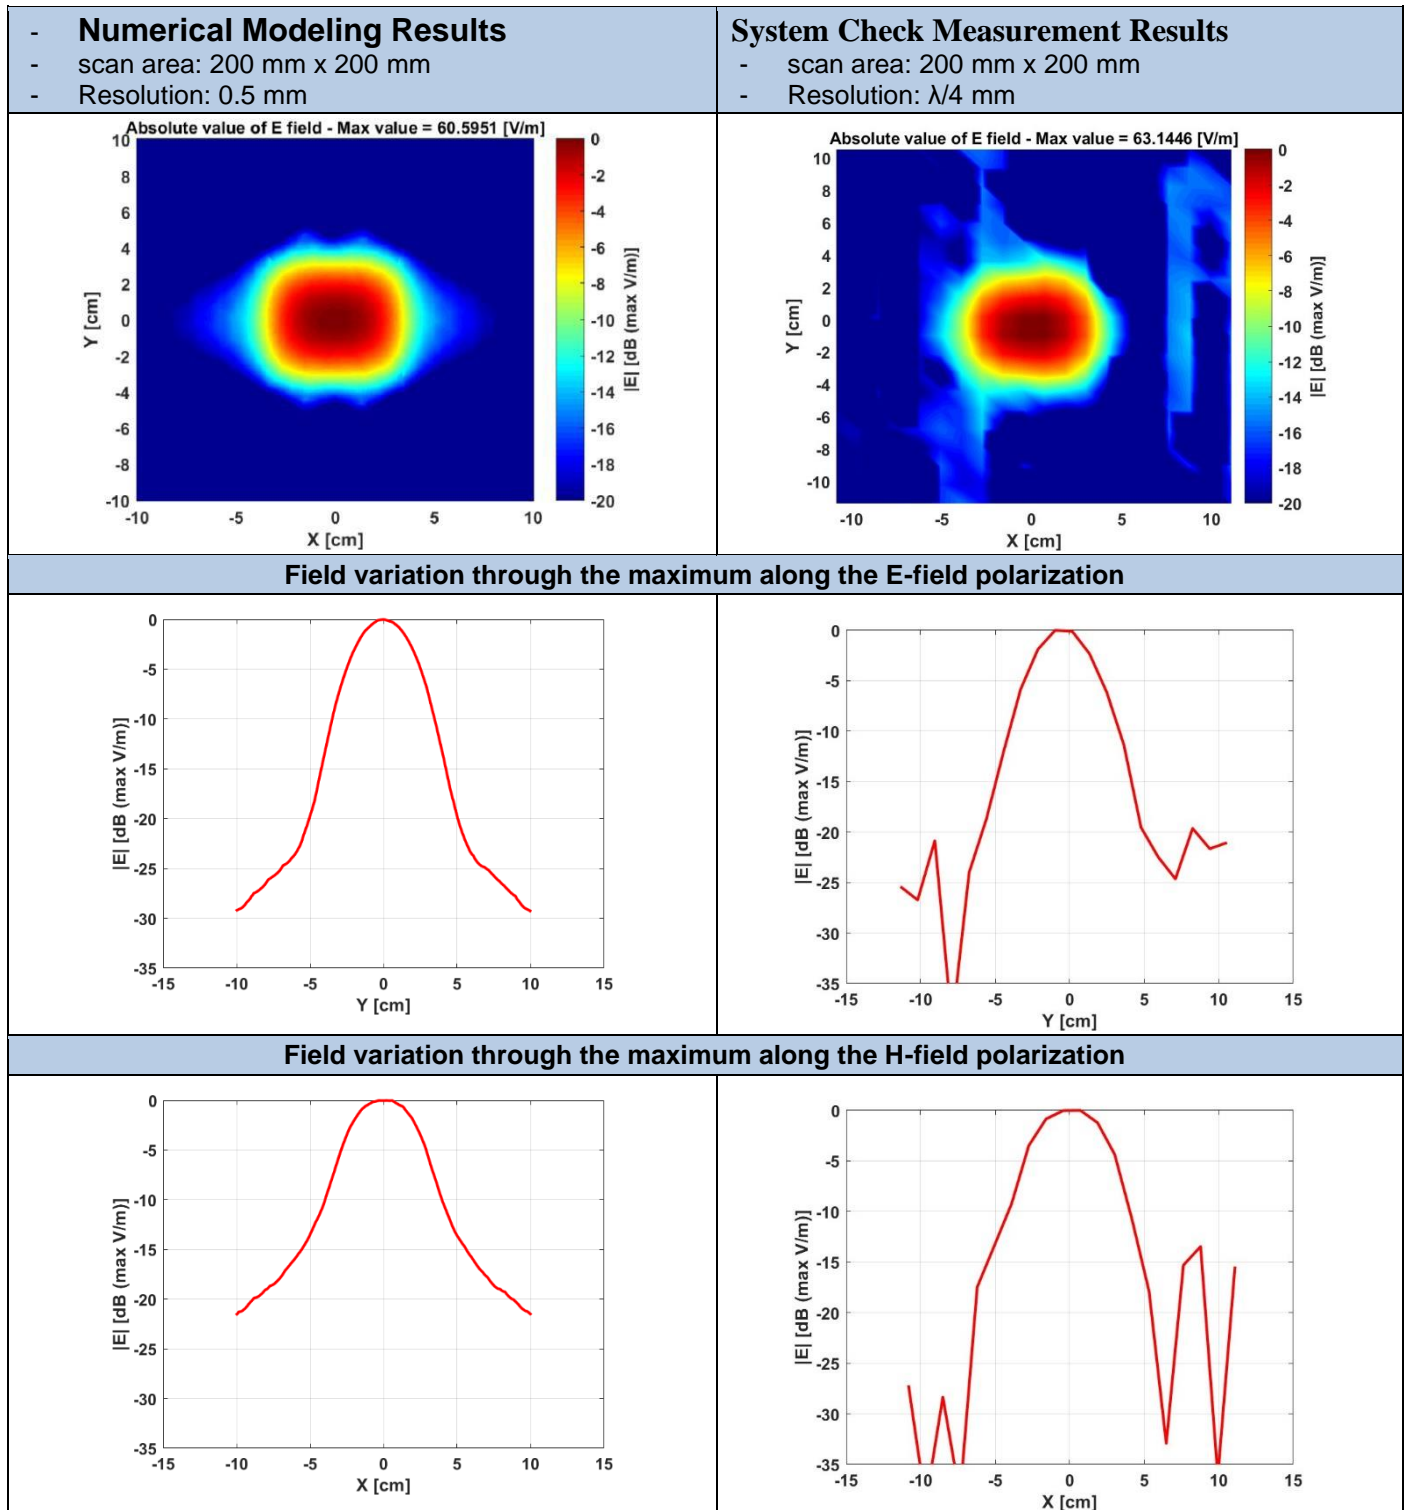 - Numerical Modeling Results
- scan area: 200 mm x 200 mm
- Resolution: 0.5 mm
System Check Measurement Results
- scan area: 200 mm x 200 mm
- Resolution: λ/4 mm
Absolute value of E field - Max value = 60.5951 [V/m]
10
8
6
4
2
0
-2
-4
-6
-8
-10
Y [cm]
-10 -5 0 5 10
X [cm]
0
-2
-4
-6
-8
-10
-12
-14
-16
-18
-20
|E| [dB (max V/m)]
Absolute value of E field - Max value = 63.1446 [V/m]
10
8
6
4
2
0
-2
-4
-6
-8
-10
Y [cm]
-10 -5 0 5 10
X [cm]
0
-2
-4
-6
-8
-10
-12
-14
-16
-18
-20
|E| [dB (max V/m)]
Field variation through the maximum along the E-field polarization
0
-5
-10
-15
-20
-25
-30
-35
|E| [dB (max V/m)]
-15 -10 -5 0 5 10 15
Y [cm]
0
-5
-10
-15
-20
-25
-30
-35
|E| [dB (max V/m)]
-15 -10 -5 0 5 10 15
Y [cm]
Field variation through the maximum along the H-field polarization
0
-5
-10
-15
-20
-25
-30
-35
|E| [dB (max V/m)]
-15 -10 -5 0 5 10 15
X [cm]
0
-5
-10
-15
-20
-25
-30
-35
|E| [dB (max V/m)]
-15 -10 -5 0 5 10 15
X [cm]